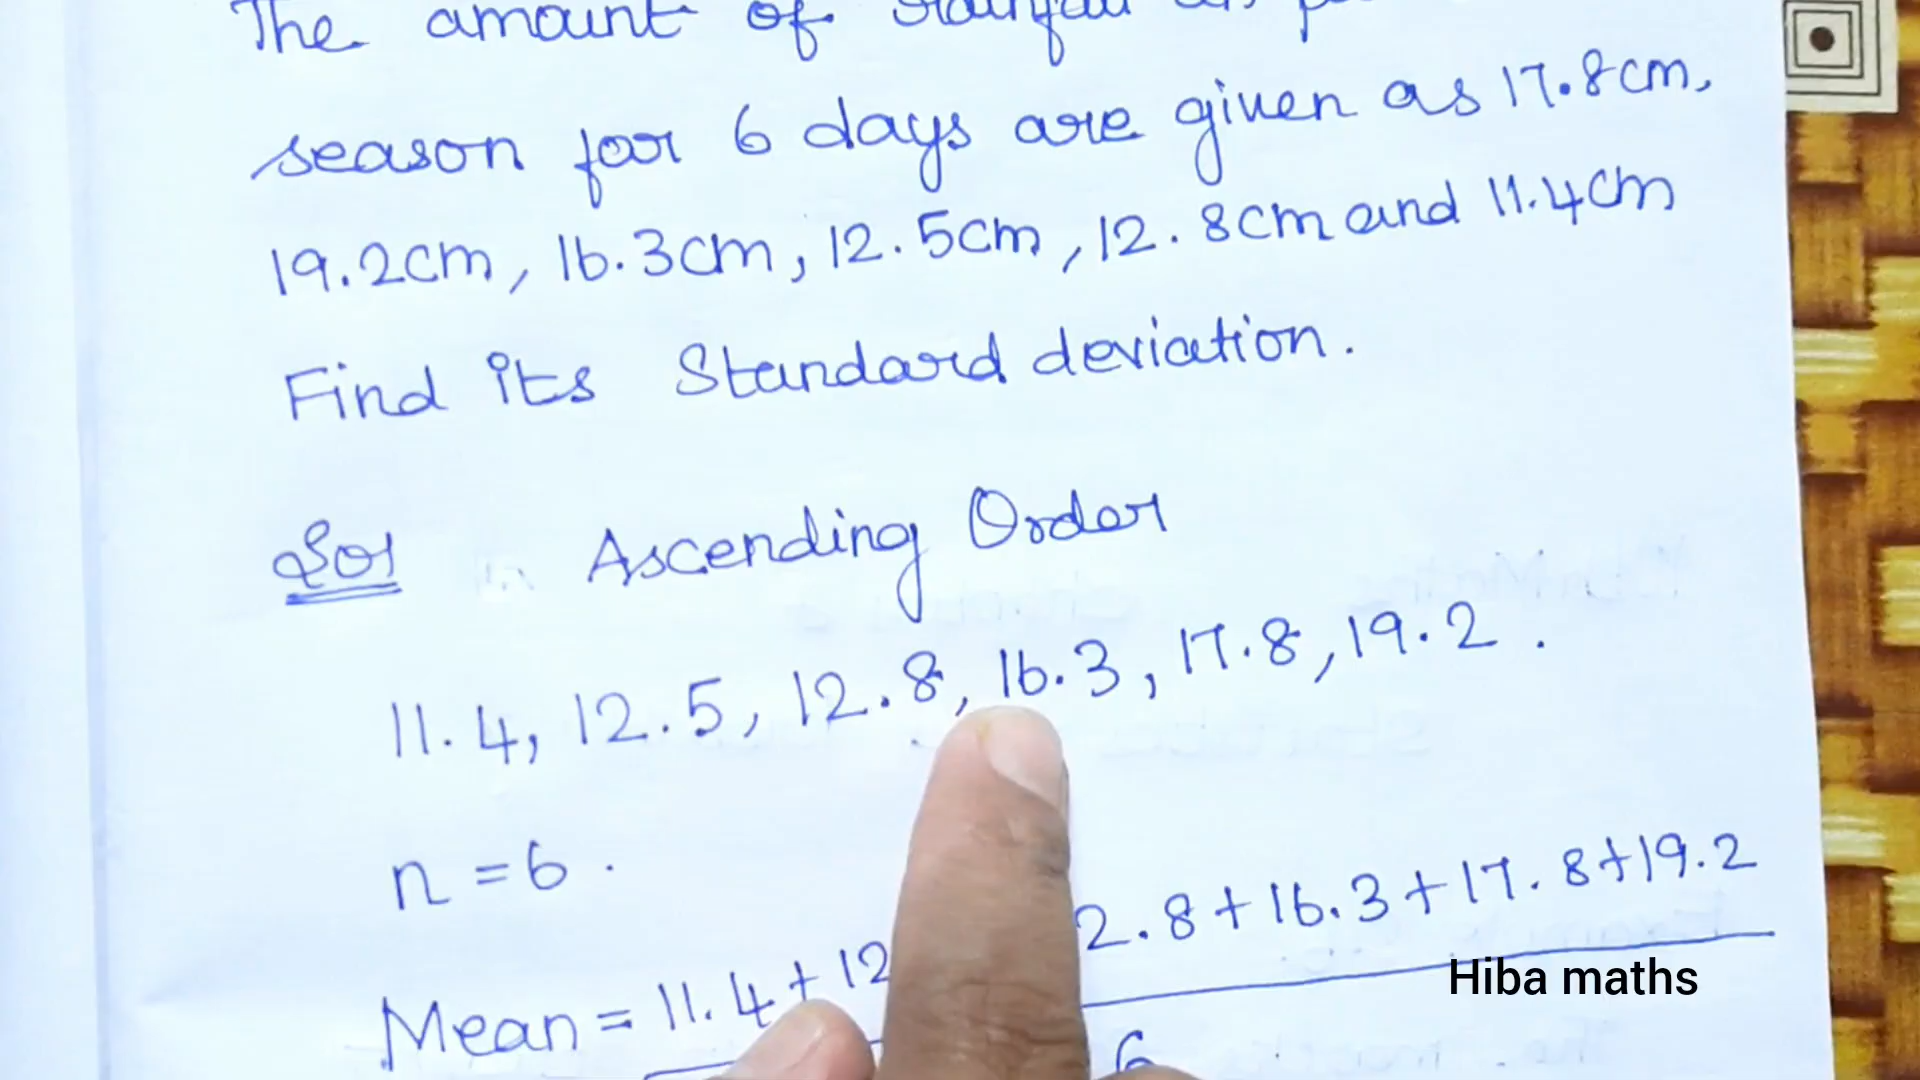 The amount of rainfall in
season for 6 days are given as 17.8cm,
19.2cm, 16.3cm, 12.5cm, 12.8cm and 11.4cm
Find its Standard deviation.
Sol Ascending Order
11.4, 12.5, 12.8, 16.3, 17.8, 19.2.
n = 6.
Mean = 11.4+12 2.8+16.3+17.8+19.2
6
Hiba maths